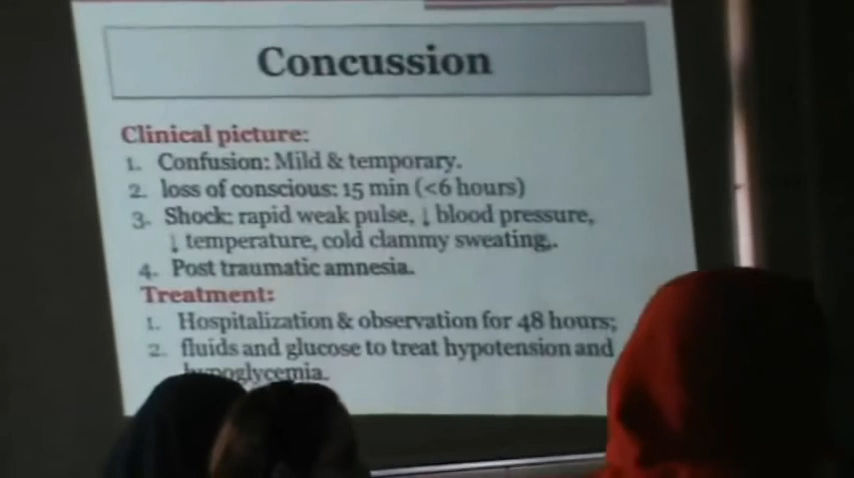 Concussion
Clinical picture:
1. Confusion: Mild & temporary.
2. loss of conscious: 15 min (<6 hours)
3. Shock: rapid weak pulse, ↓ blood pressure,
↓ temperature, cold clammy sweating,.
4. Post traumatic amnesia.
Treatment:
1. Hospitalization & observation for 48 hours;
2. fluids and glucose to treat hypotension and
hypoglycemia.